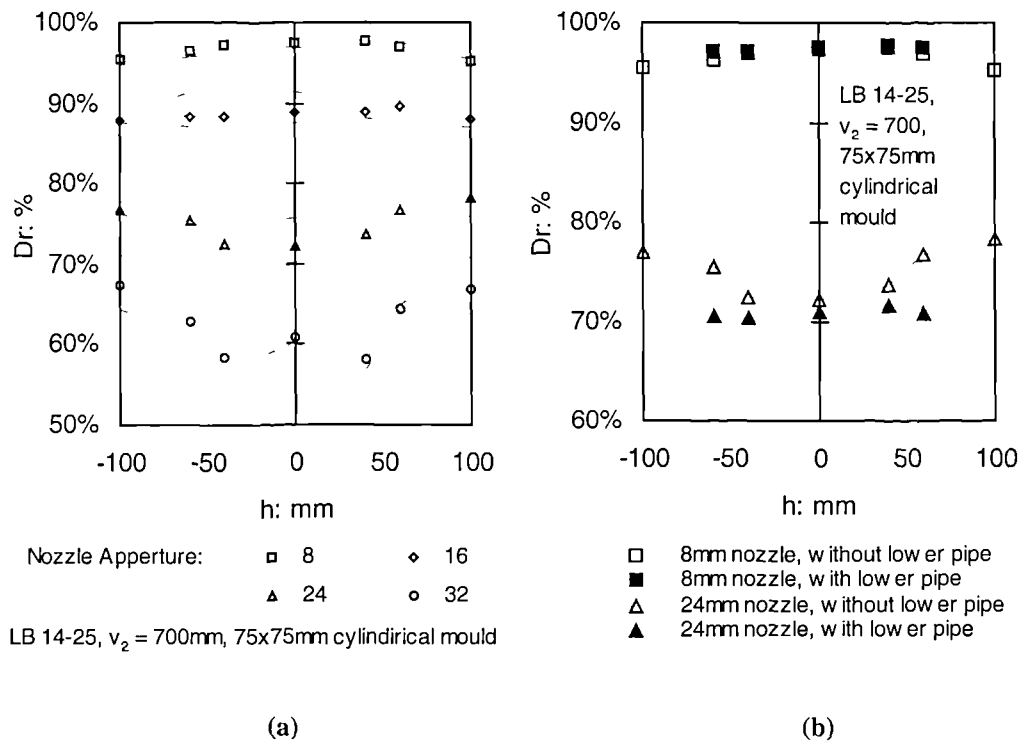 100%
90%
80%
70%
60%
50%
Dr: %
-100 -50 0 50 100
h: mm
Nozzle Apperture: 8 16
24 32
LB 14-25, v₂ = 700mm, 75x75mm cylindirical mould
(a)
100%
90%
80%
70%
60%
Dr: %
LB 14-25,
v₂ = 700,
75x75mm
cylindrical
mould
-100 -50 0 50 100
h: mm
8mm nozzle, without lower pipe
8mm nozzle, with lower pipe
24mm nozzle, without lower pipe
24mm nozzle, with lower pipe
(b)